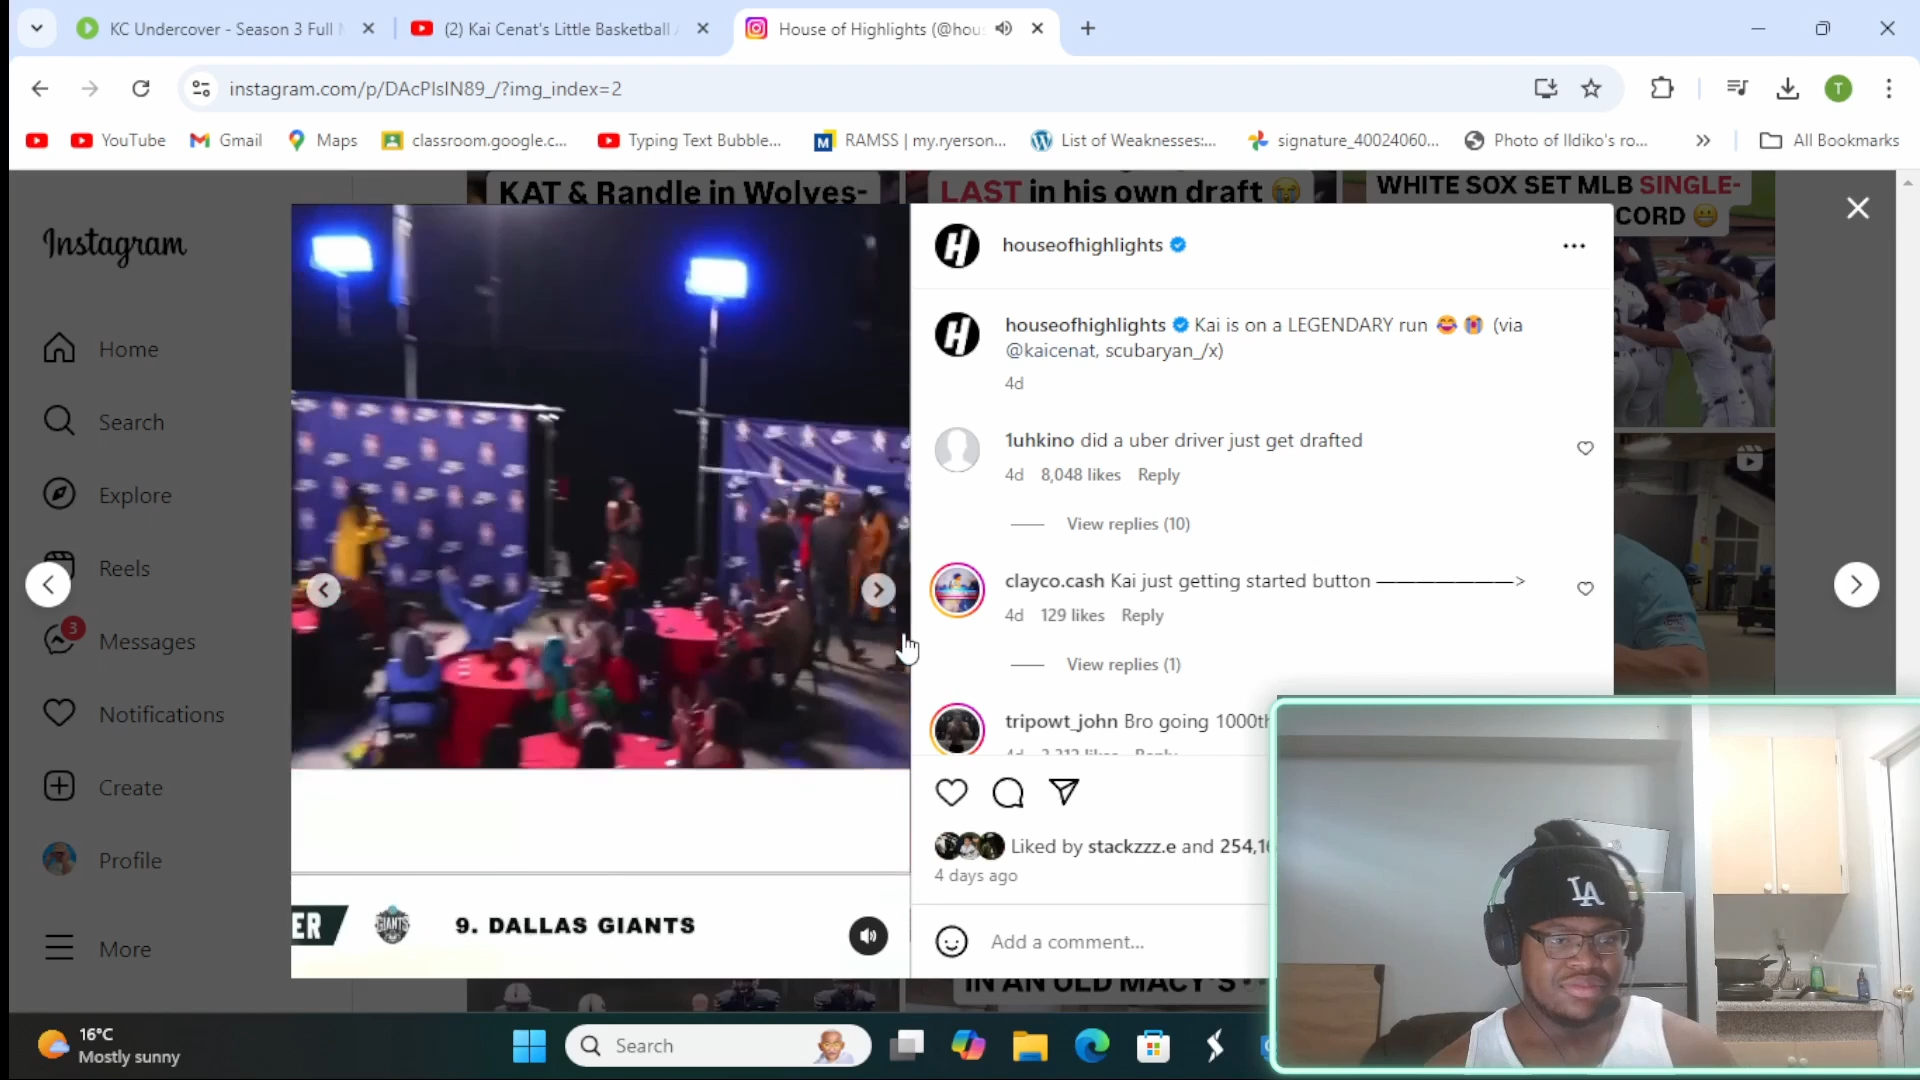 KC Undercover - Season 3 Full
(2) Kai Cenat's Little Basketball
House of Highlights (@hou
instagram.com/p/DAcPIsIN89_/?img_index=2
YouTube
Gmail
Maps
classroom.google.c...
Typing Text Bubble...
RAMSS | my.ryerson...
List of Weaknesses:...
signature_40024060...
Photo of Ildiko's ro...
All Bookmarks
KAT & Randle in Wolves-
LAST in his own draft 😭
WHITE SOX SET MLB SINGLE-
CORD 😬
Instagram
Home
Search
Explore
Reels
3
Messages
Notifications
Create
Profile
More
houseofhighlights
houseofhighlights Kai is on a LEGENDARY run 😂 😭 (via
@kaicenat, scubaryan_/x)
4d
1uhkino did a uber driver just get drafted
4d 8,048 likes Reply
View replies (10)
clayco.cash Kai just getting started button ——————>
4d 129 likes Reply
View replies (1)
tripowt_john Bro going 1000th
Liked by stackzzz.e and 254,1
4 days ago
Add a comment...
ER
GIANTS
9. DALLAS GIANTS
IN AN OLD MACY'S
16°C
Mostly sunny
Search
T
LA